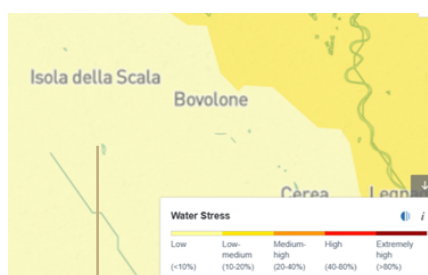 Isola della Scala
Bovolone
Cerea
Legnag
Water Stress
i
Low
Low-
medium
Medium-
high
High
Extremely
high
(<10%)
(10-20%)
(20-40%)
(40-80%)
(>80%)